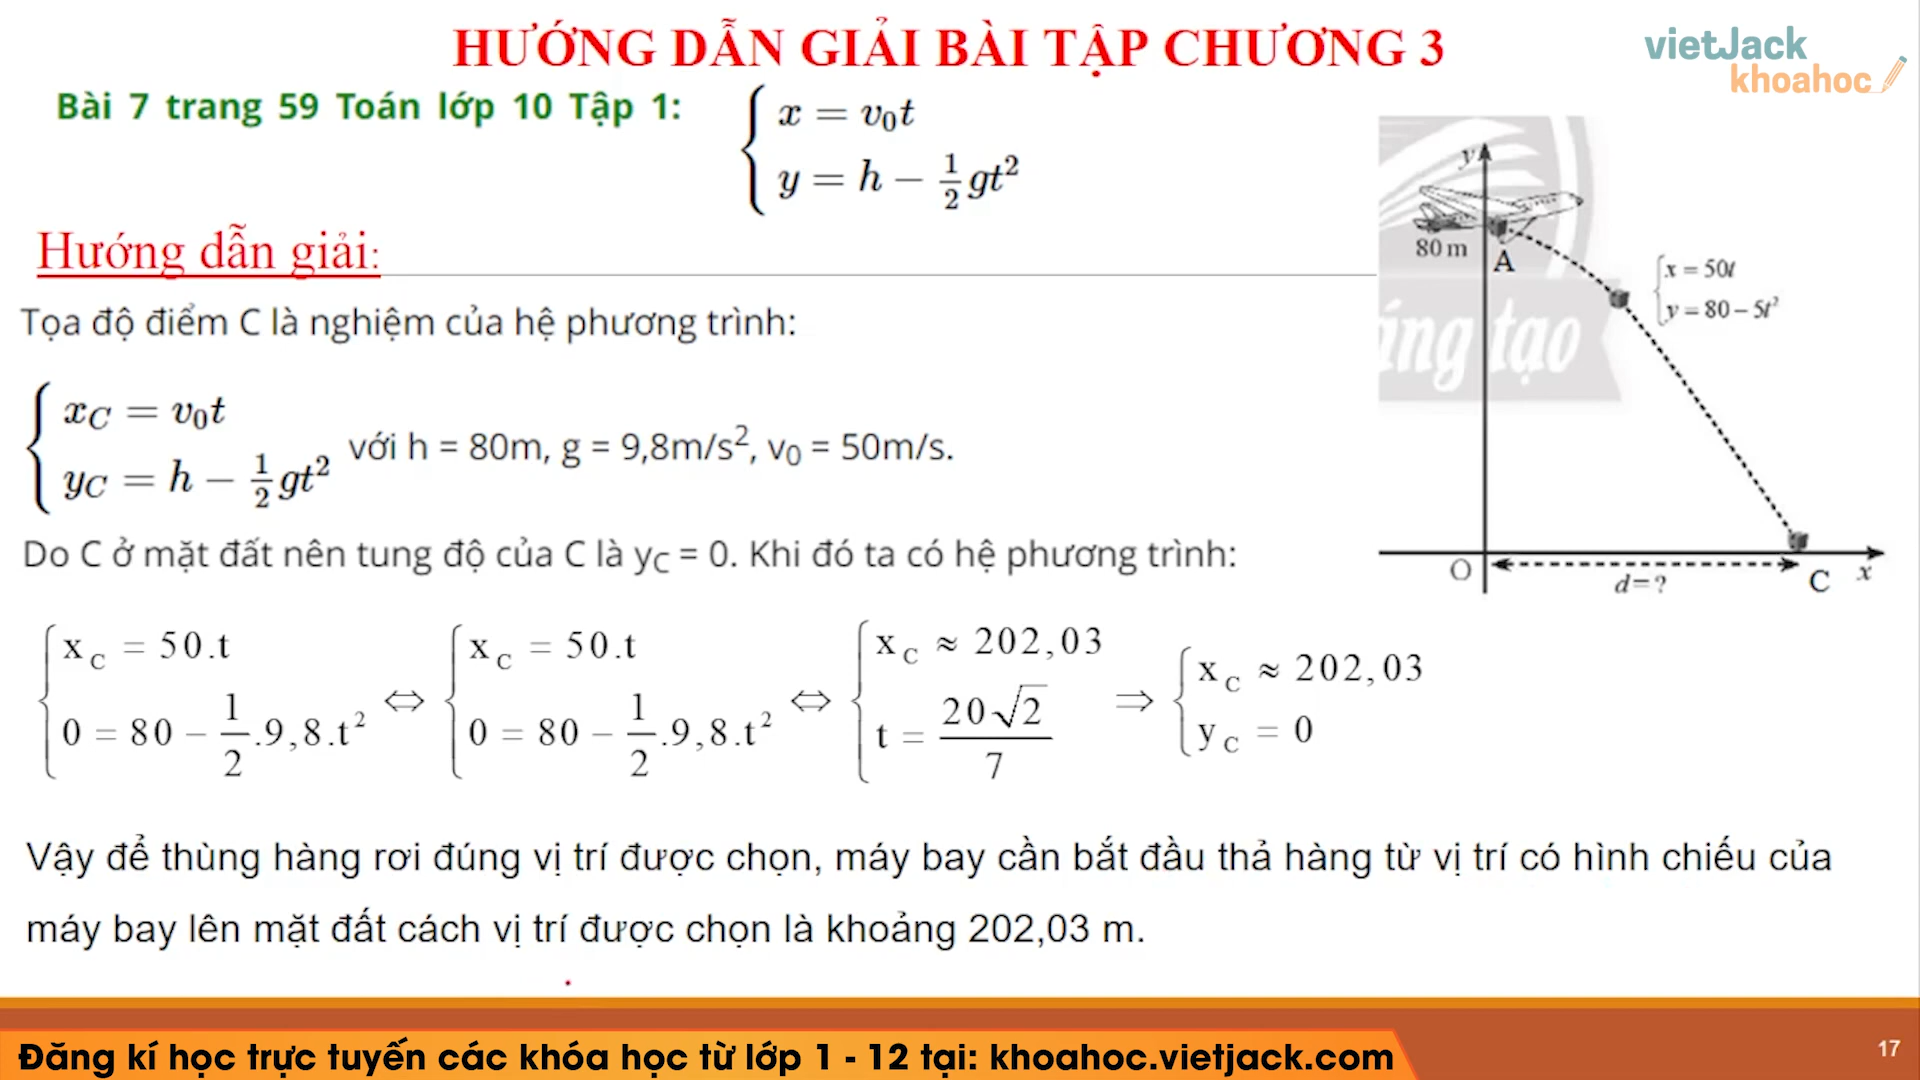 HƯỚNG DẪN GIẢI BÀI TẬP CHƯƠNG 3
vietJack
khoahoc
Bài 7 trang 59 Toán lớp 10 Tập 1:
x = v₀t
y = h − 1/2 gt²
Hướng dẫn giải:
Tọa độ điểm C là nghiệm của hệ phương trình:
x_C = v₀t
y_C = h − 1/2 gt²
với h = 80m, g = 9,8m/s², v₀ = 50m/s.
Do C ở mặt đất nên tung độ của C là y_C = 0. Khi đó ta có hệ phương trình:
{ x_C = 50.t ; 0 = 80 − 1/2 .9,8.t² ⇔ { x_C = 50.t ; 0 = 80 − 1/2 .9,8.t² ⇔ { x_C ≈ 202,03 ; t = 20√2/7 ⇒ { x_C ≈ 202,03 ; y_C = 0
Vậy để thùng hàng rơi đúng vị trí được chọn, máy bay cần bắt đầu thả hàng từ vị trí có hình chiếu của
máy bay lên mặt đất cách vị trí được chọn là khoảng 202,03 m.
y
80 m
A
x = 50t
y = 80 − 5t²
áng tạo
O
d = ?
C
x
Đăng kí học trực tuyến các khóa học từ lớp 1 - 12 tại: khoahoc.vietjack.com
17